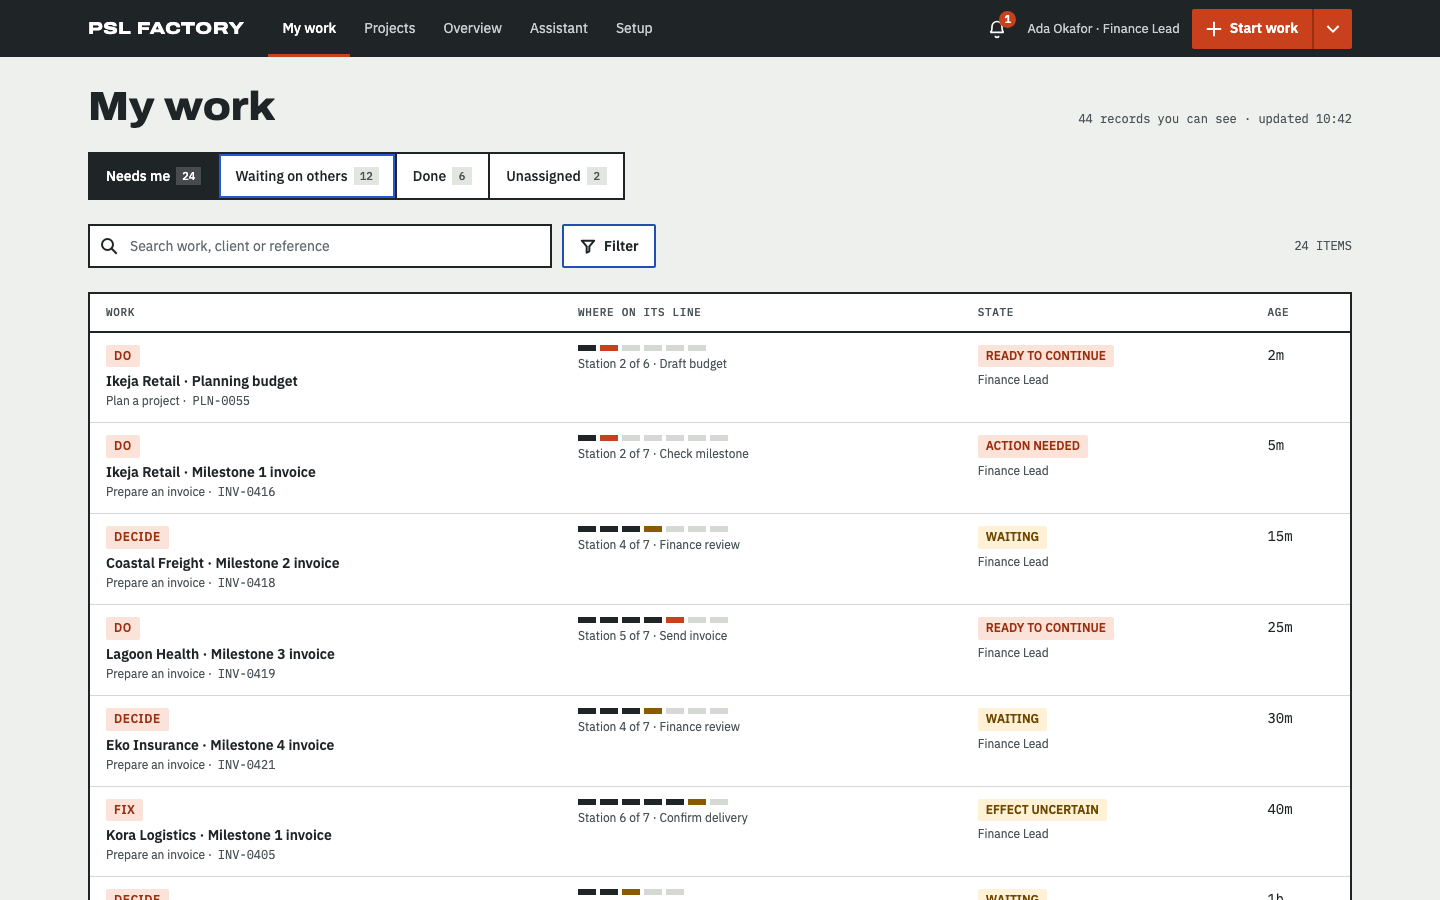 PSL FACTORY
My work
Projects
Overview
Assistant
Setup
1
Ada Okafor · Finance Lead
Start work
My work
44 records you can see · updated 10:42
Needs me 24
Waiting on others 12
Done 6
Unassigned 2
Search work, client or reference
Filter
24 ITEMS
WORK
WHERE ON ITS LINE
STATE
AGE
DO
Ikeja Retail · Planning budget
Plan a project · PLN-0055
Station 2 of 6 · Draft budget
READY TO CONTINUE
Finance Lead
2m
DO
Ikeja Retail · Milestone 1 invoice
Prepare an invoice · INV-0416
Station 2 of 7 · Check milestone
ACTION NEEDED
Finance Lead
5m
DECIDE
Coastal Freight · Milestone 2 invoice
Prepare an invoice · INV-0418
Station 4 of 7 · Finance review
WAITING
Finance Lead
15m
DO
Lagoon Health · Milestone 3 invoice
Prepare an invoice · INV-0419
Station 5 of 7 · Send invoice
READY TO CONTINUE
Finance Lead
25m
DECIDE
Eko Insurance · Milestone 4 invoice
Prepare an invoice · INV-0421
Station 4 of 7 · Finance review
WAITING
Finance Lead
30m
FIX
Kora Logistics · Milestone 1 invoice
Prepare an invoice · INV-0405
Station 6 of 7 · Confirm delivery
EFFECT UNCERTAIN
Finance Lead
40m
DECIDE
WAITING
1h